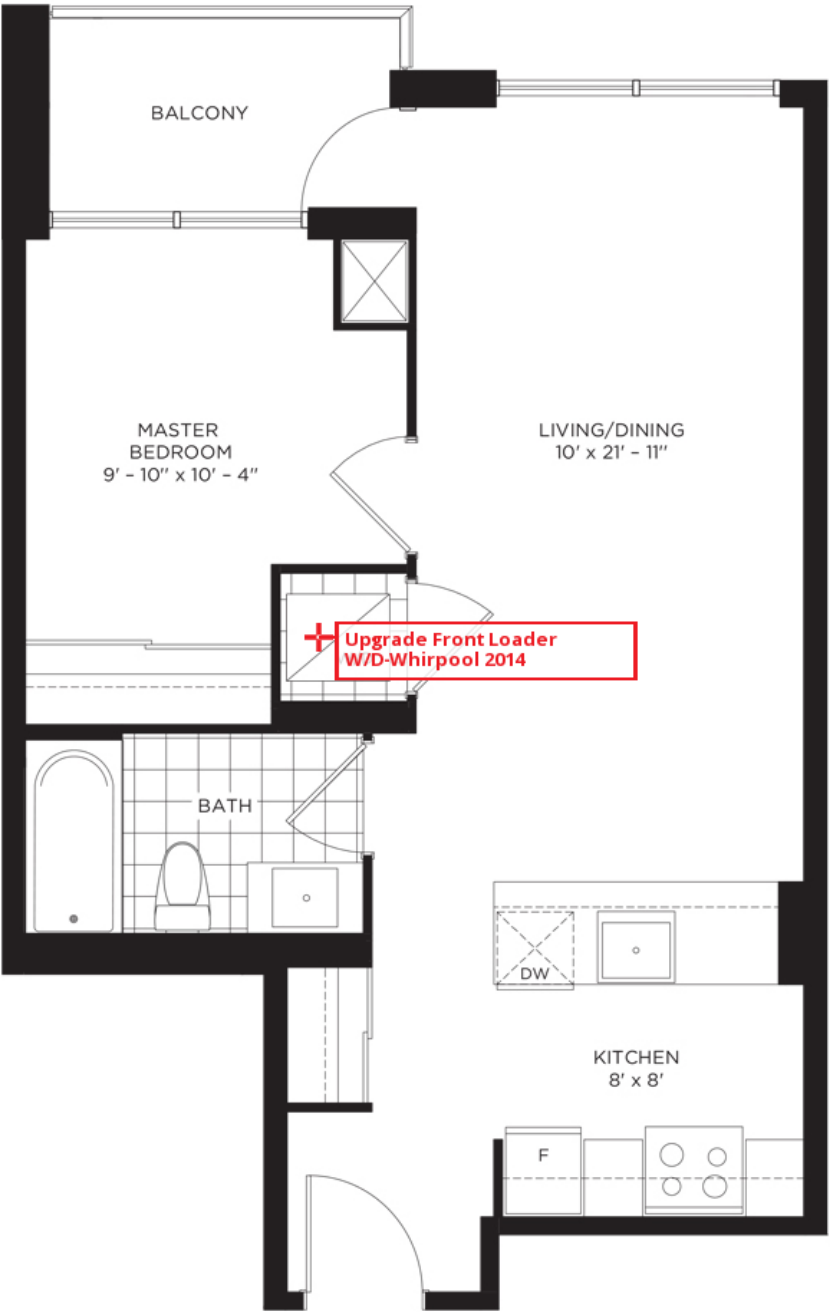 BALCONY
MASTER
BEDROOM
9' – 10" x 10' – 4"
LIVING/DINING
10' x 21' – 11"
Upgrade Front Loader
W/D-Whirpool 2014
BATH
DW
KITCHEN
8' x 8'
F